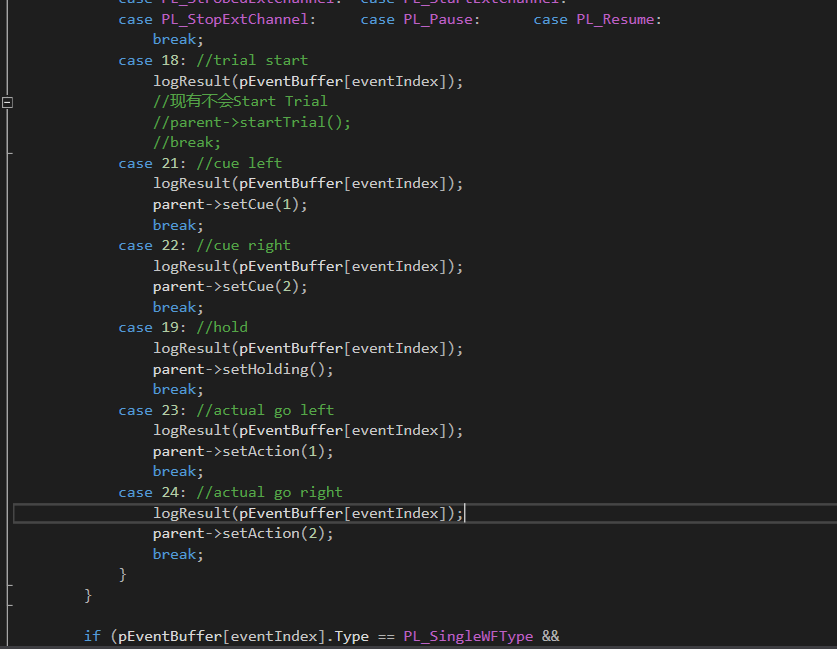 case PL_StrobedExtChannel: case PL_StartExtChannel:
case PL_StopExtChannel:     case PL_Pause:      case PL_Resume:
    break;
case 18: //trial start
    logResult(pEventBuffer[eventIndex]);
    //现有不会Start Trial
    //parent->startTrial();
    //break;
case 21: //cue left
    logResult(pEventBuffer[eventIndex]);
    parent->setCue(1);
    break;
case 22: //cue right
    logResult(pEventBuffer[eventIndex]);
    parent->setCue(2);
    break;
case 19: //hold
    logResult(pEventBuffer[eventIndex]);
    parent->setHolding();
    break;
case 23: //actual go left
    logResult(pEventBuffer[eventIndex]);
    parent->setAction(1);
    break;
case 24: //actual go right
    logResult(pEventBuffer[eventIndex]);
    parent->setAction(2);
    break;
}
}
if (pEventBuffer[eventIndex].Type == PL_SingleWFType &&